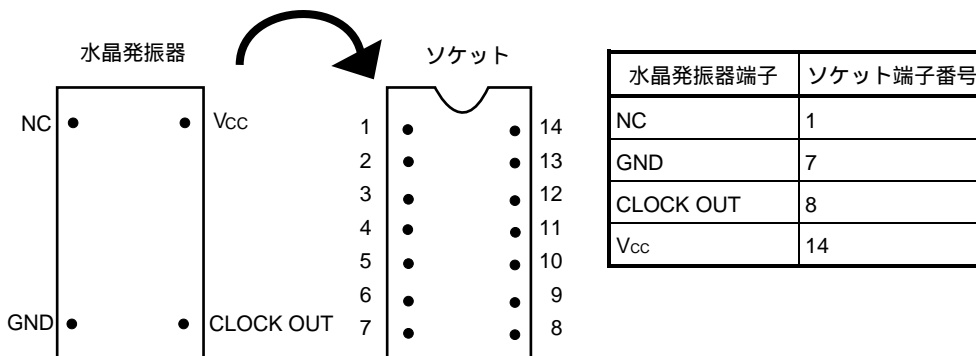 水晶発振器
NC
VCC
GND
CLOCK OUT
ソケット
1
2
3
4
5
6
7
14
13
12
11
10
9
8
水晶発振器端子 ソケット端子番号
NC 1
GND 7
CLOCK OUT 8
VCC 14